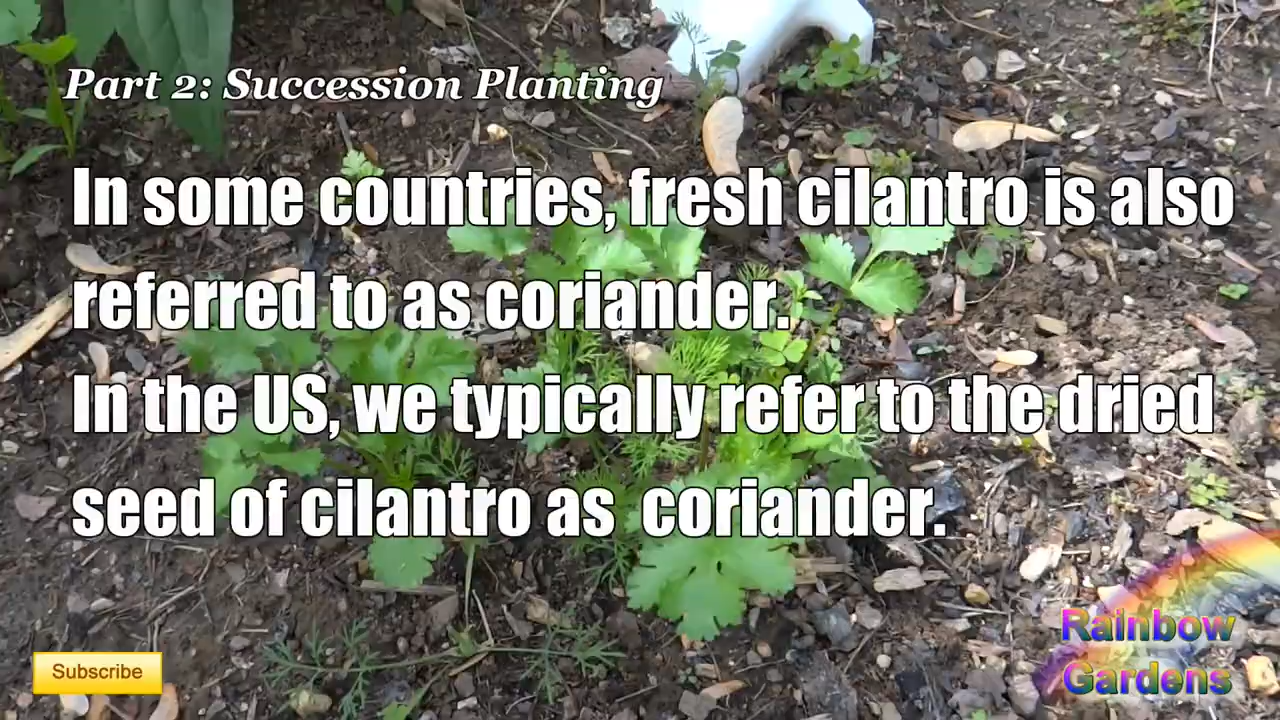 Part 2: Succession Planting
In some countries, fresh cilantro is also
referred to as coriander.
In the US, we typically refer to the dried
seed of cilantro as  coriander.
Subscribe
Rainbow
Gardens